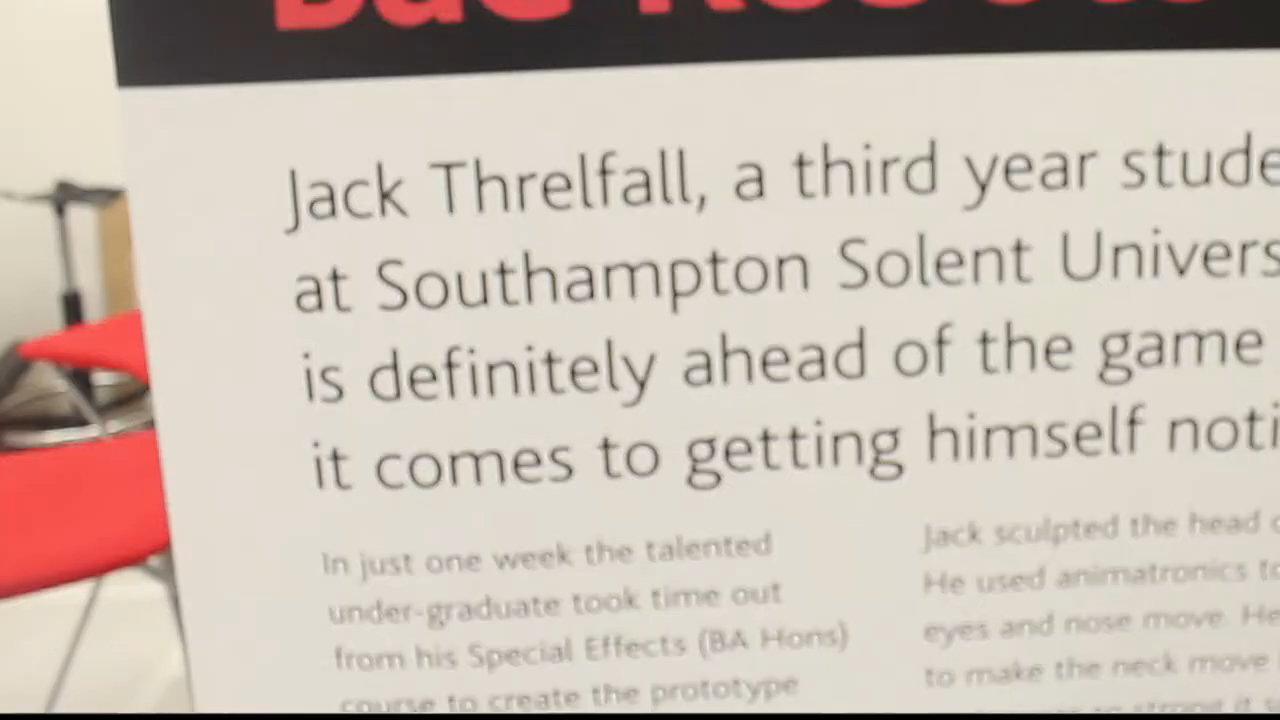 Jack Threlfall, a third year stude
at Southampton Solent Univers
is definitely ahead of the game
it comes to getting himself noti
In just one week the talented
under-graduate took time out
from his Special Effects (BA Hons)
course to create the prototype
Jack sculpted the head
He used animatronics to
eyes and nose move. He
to make the neck move